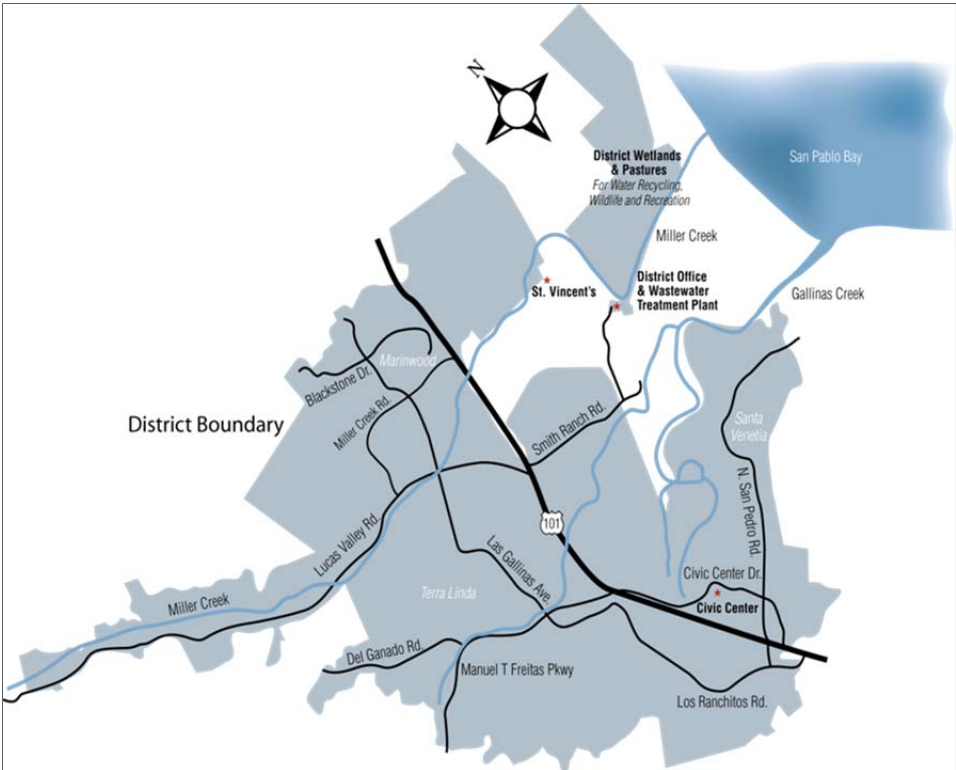 N
San Pablo Bay
District Wetlands
& Pastures
For Water Recycling,
Wildlife and Recreation
Miller Creek
District Office
& Wastewater
Treatment Plant
St. Vincent's
Gallinas Creek
Marinwood
Blackstone Dr.
Miller Creek Rd.
District Boundary
Smith Ranch Rd.
Santa
Venetia
N. San Pedro Rd.
101
Lucas Valley Rd.
Las Gallinas Ave.
Civic Center Dr.
Civic Center
Terra Linda
Miller Creek
Del Ganado Rd.
Manuel T Freitas Pkwy
Los Ranchitos Rd.